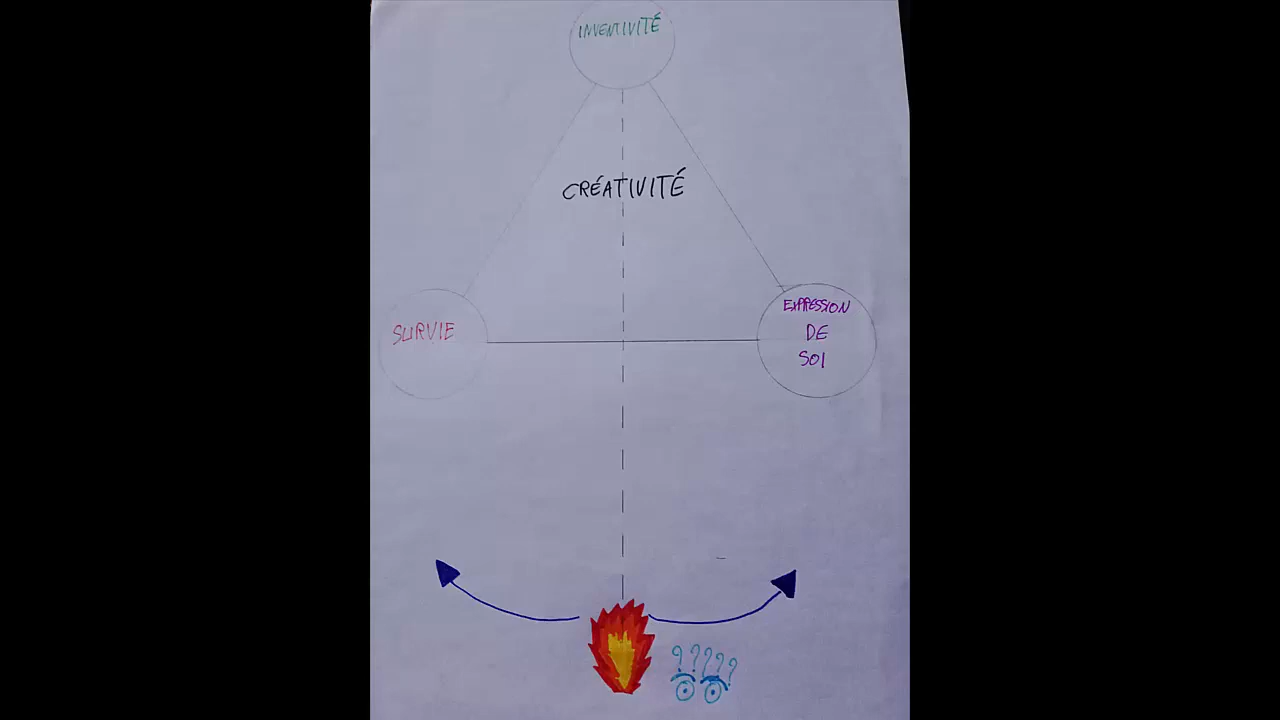 INVENTIVITÉ
CRÉATIVITÉ
SURVIE
EXPRESSION
DE
SOI
?????